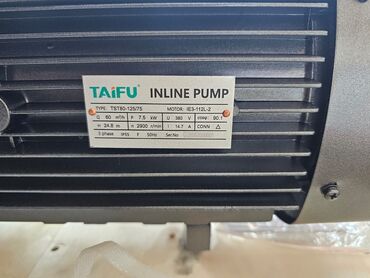 TAIFU® INLINE PUMP
TYPE: TST80-125/75 MOTOR: IE3-112L-2
Q 60 m³/h P 7.5 kW U 380 V 90.1
H 24.8 m n 2900 r/min I 14.7 A CONN △
3 phase IP55 F 50Hz Ser.No